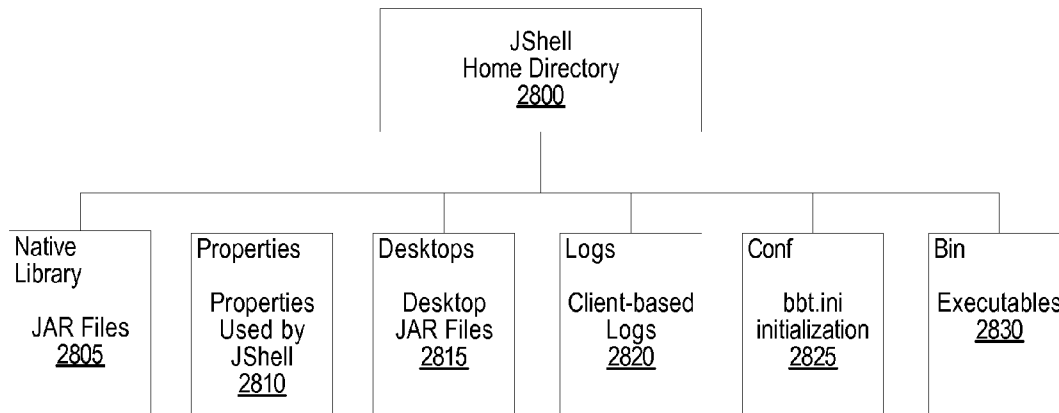 JShell
Home Directory
2800
Native
Library
JAR Files
2805
Properties
Properties
Used by
JShell
2810
Desktops
Desktop
JAR Files
2815
Logs
Client-based
Logs
2820
Conf
bbt.ini
initialization
2825
Bin
Executables
2830